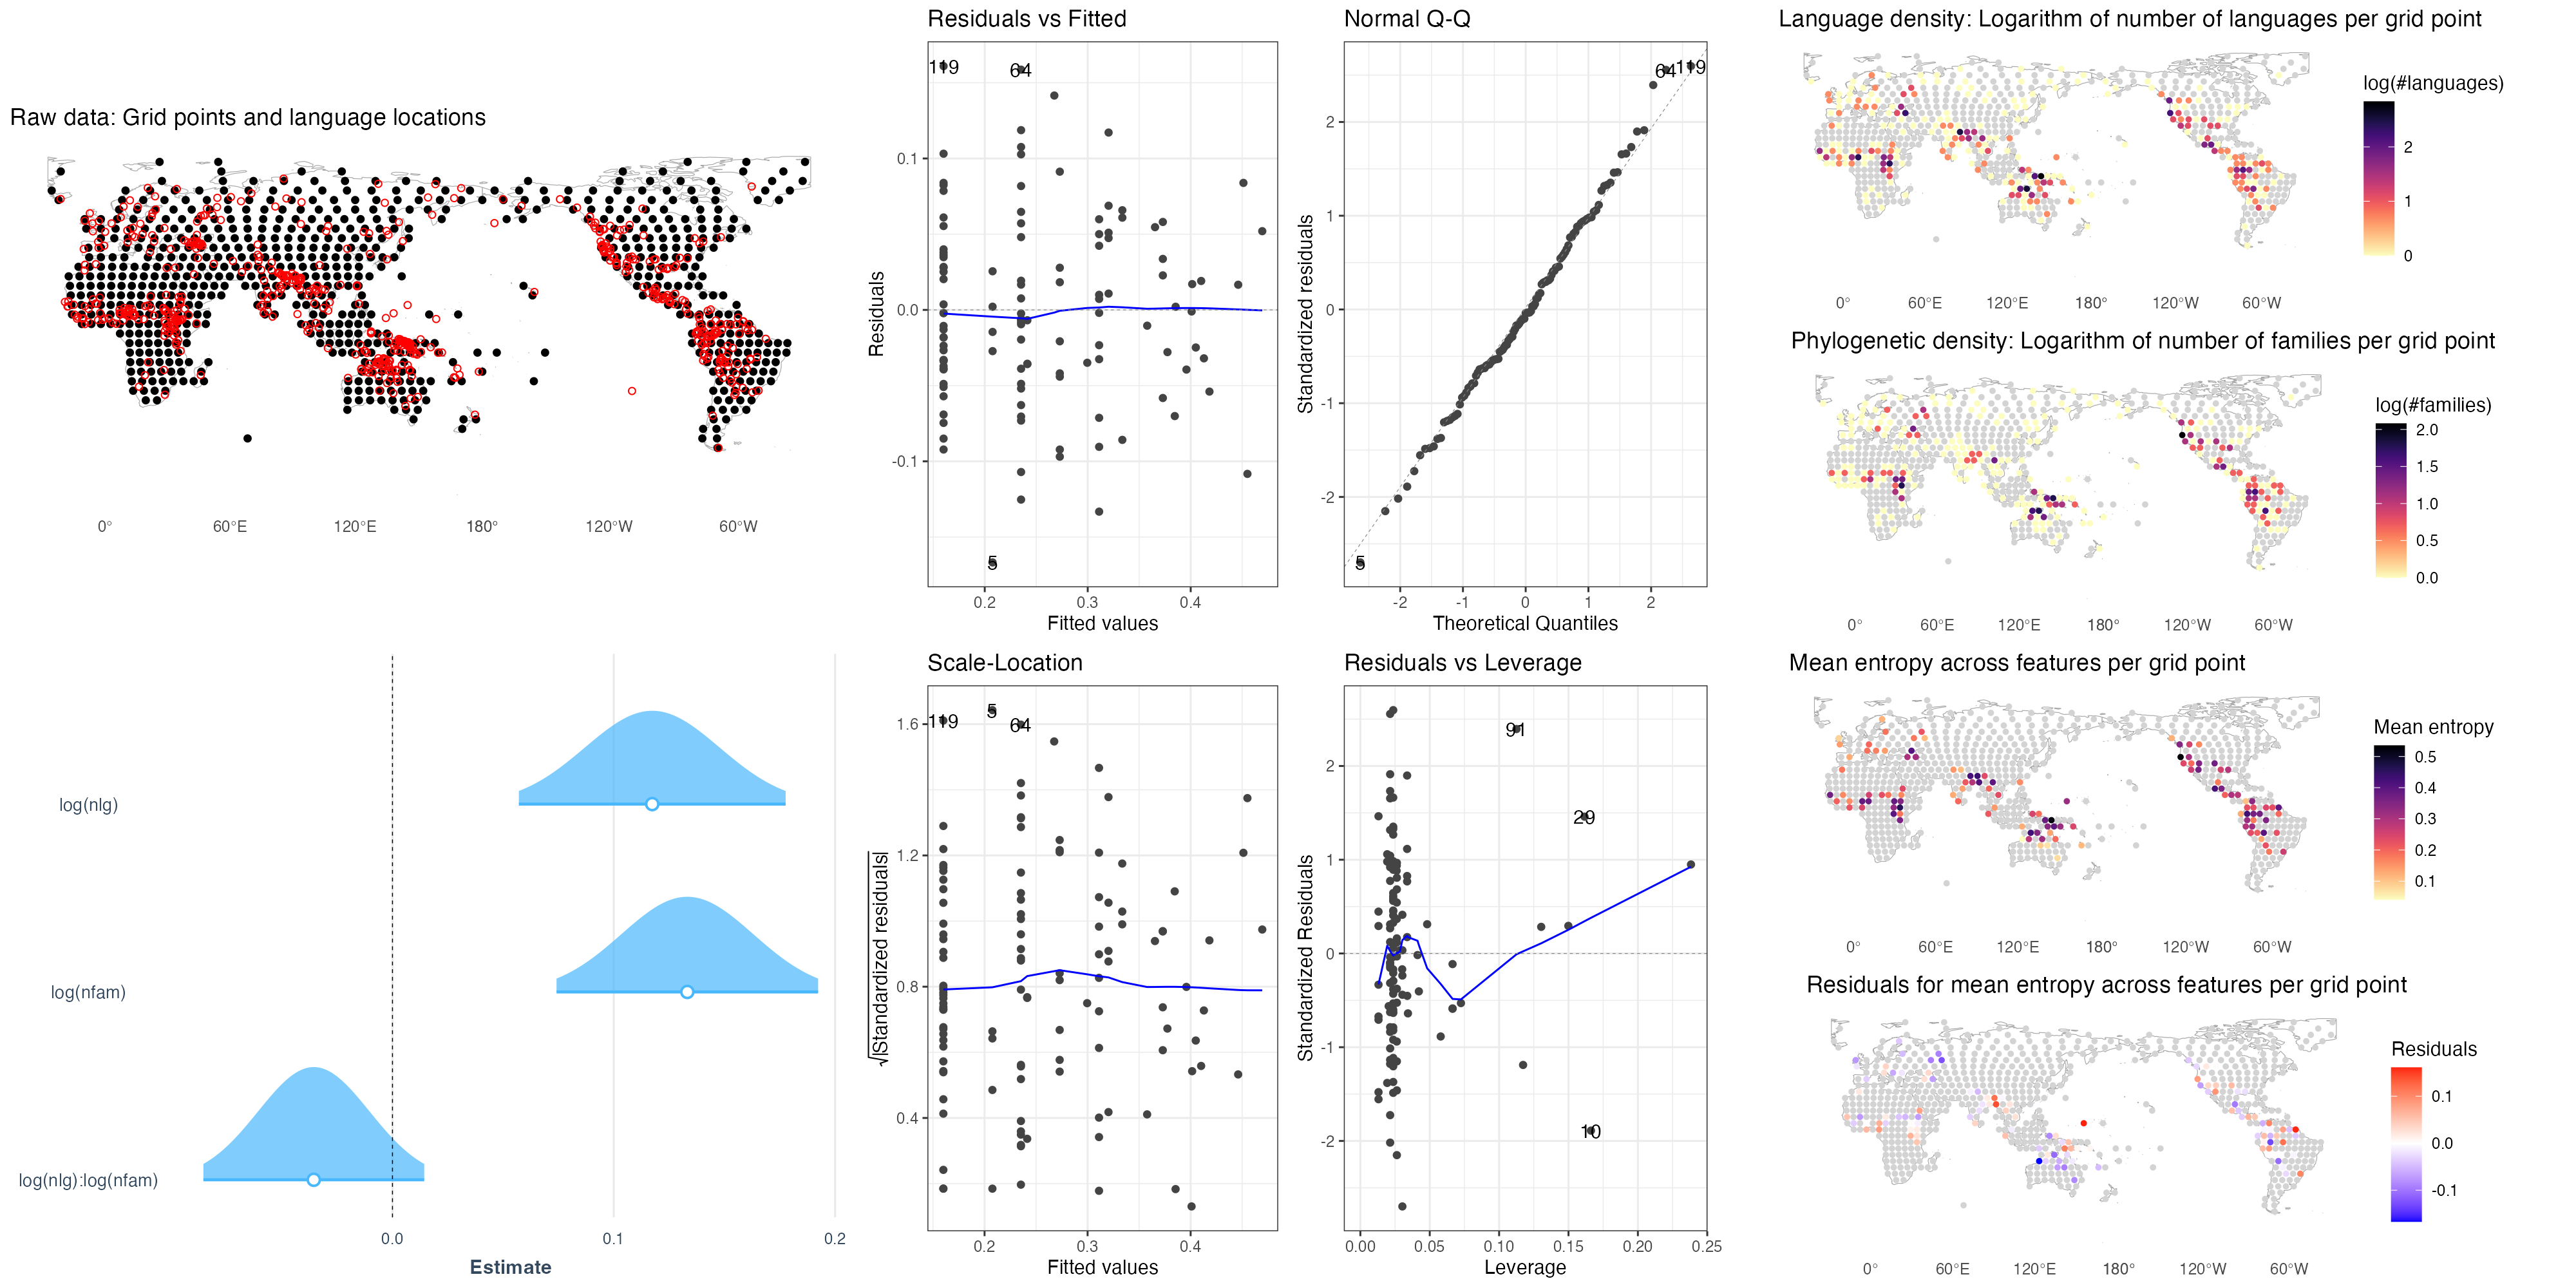 Raw data: Grid points and language locations
0° 60°E 120°E 180° 120°W 60°W
log(nlg)
log(nfam)
log(nlg):log(nfam)
0.0 0.1 0.2
Estimate
Residuals vs Fitted
119 64
0.1
0.0
-0.1
Residuals
5
0.2 0.3 0.4
Fitted values
Normal Q-Q
64 119
2
1
0
-1
-2
Standardized residuals
5
-2 -1 0 1 2
Theoretical Quantiles
Scale-Location
119 5 64
1.6
1.2
0.8
0.4
√|Standardized residuals|
0.2 0.3 0.4
Fitted values
Residuals vs Leverage
91
2
29
1
0
-1
10
-2
Standardized Residuals
0.00 0.05 0.10 0.15 0.20 0.25
Leverage
Language density: Logarithm of number of languages per grid point
log(#languages)
2
1
0
0° 60°E 120°E 180° 120°W 60°W
Phylogenetic density: Logarithm of number of families per grid point
log(#families)
2.0
1.5
1.0
0.5
0.0
0° 60°E 120°E 180° 120°W 60°W
Mean entropy across features per grid point
Mean entropy
0.5
0.4
0.3
0.2
0.1
0° 60°E 120°E 180° 120°W 60°W
Residuals for mean entropy across features per grid point
Residuals
0.1
0.0
-0.1
0° 60°E 120°E 180° 120°W 60°W